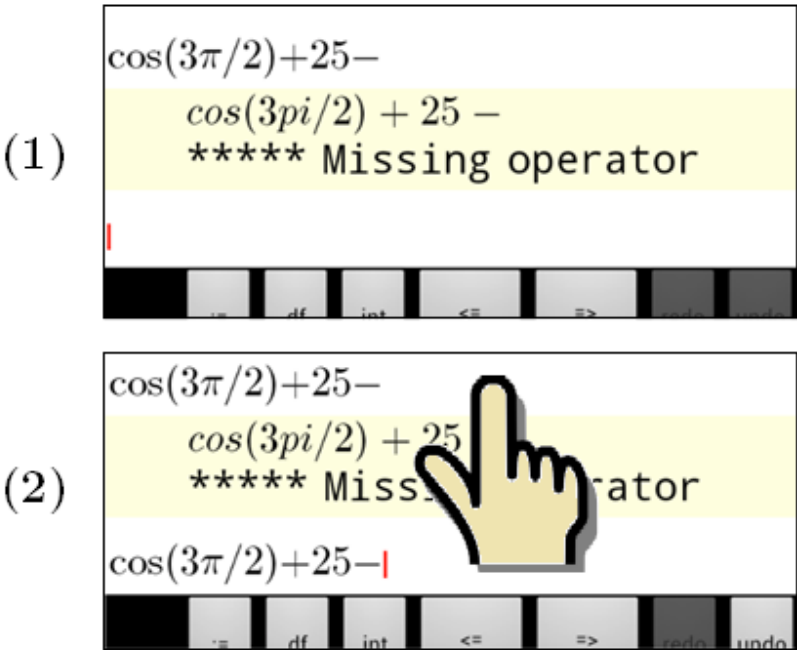 cos(3π/2)+25−
cos(3pi/2) + 25 −
(1)
***** Missing operator
:= df int <= => redo undo
cos(3π/2)+25−
cos(3pi/2) + 25
(2)
***** Miss ator
cos(3π/2)+25−
:= df int <= => redo undo